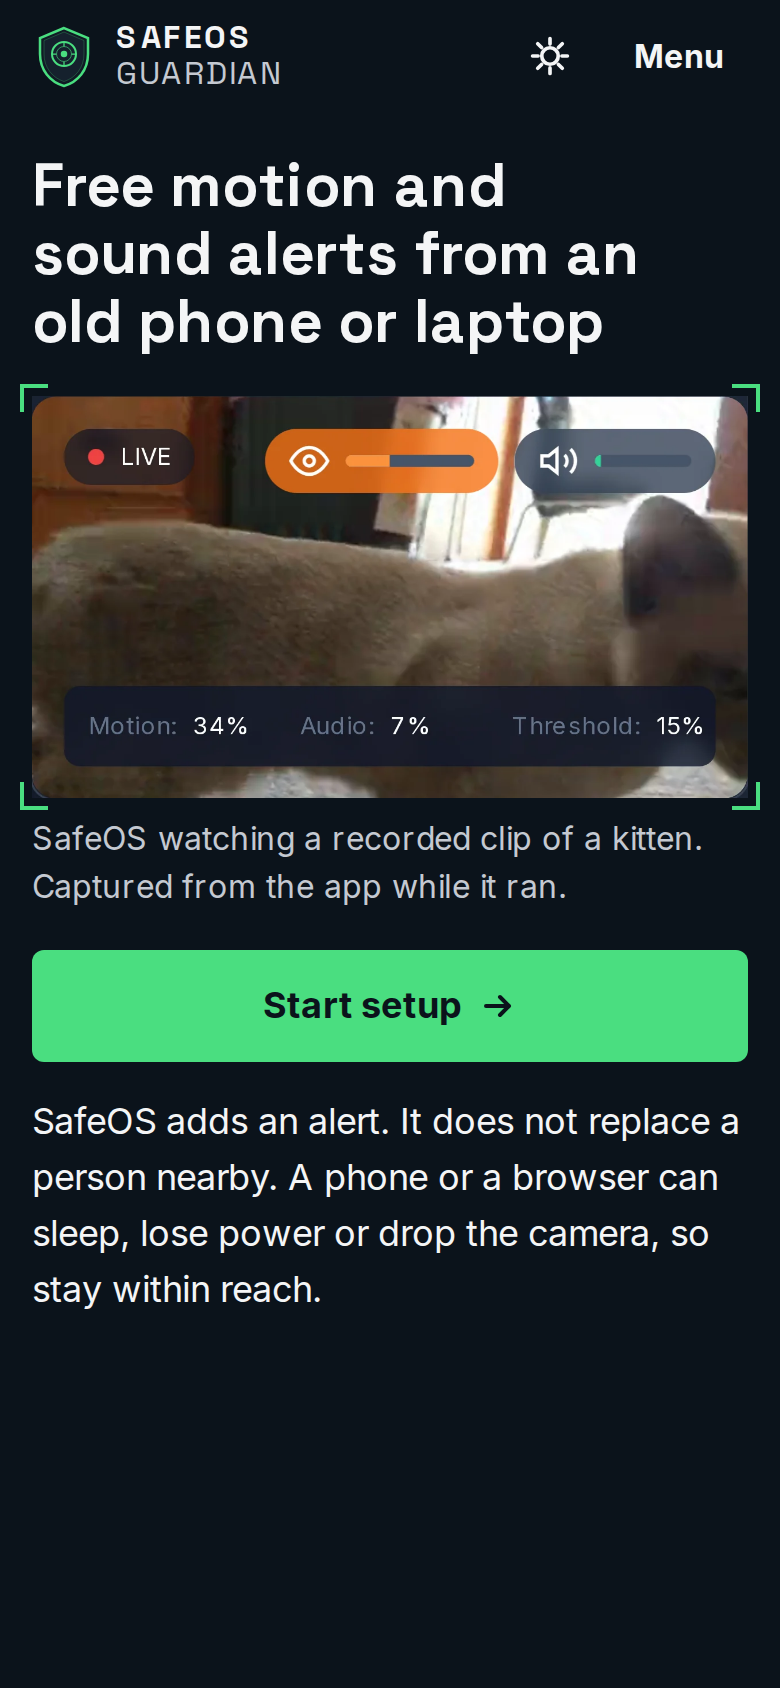 SAFEOS
GUARDIAN
Menu
Free motion and
sound alerts from an
old phone or laptop
LIVE
Motion: 34% Audio: 7% Threshold: 15%
SafeOS watching a recorded clip of a kitten.
Captured from the app while it ran.
Start setup →
SafeOS adds an alert. It does not replace a
person nearby. A phone or a browser can
sleep, lose power or drop the camera, so
stay within reach.